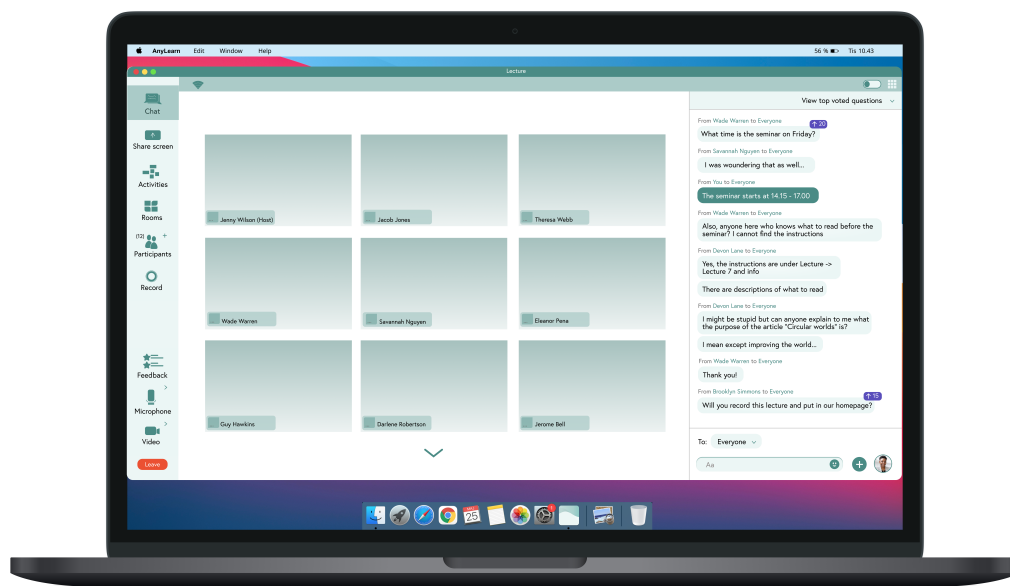 AnyLearn Edit Window Help 56 % Tis 10.43
Lecture
Chat
Share screen
Activities
Rooms
(12) +
Participants
Record
Feedback
Microphone
Video
Leave
Jenny Wilson (Host)
Jacob Jones
Theresa Webb
Wade Warren
Savannah Nguyen
Eleanor Pena
Guy Hawkins
Darlene Robertson
Jerome Bell
View top voted questions
From Wade Warren to Everyone
↑ 20
What time is the seminar on Friday?
From Savannah Nguyen to Everyone
I was woundering that as well...
From You to Everyone
The seminar starts at 14.15 - 17.00
From Wade Warren to Everyone
Also, anyone here who knows what to read before the
seminar? I cannot find the instructions
From Devon Lane to Everyone
Yes, the instructions are under Lecture ->
Lecture 7 and info
There are descriptions of what to read
From Devon Lane to Everyone
I might be stupid but can anyone explain to me what
the purpose of the article "Circular worlds" is?
I mean except improving the world...
From Wade Warren to Everyone
Thank you!
From Brooklyn Simmons to Everyone
↑ 15
Will you record this lecture and put in our homepage?
To: Everyone
Aa
25
1